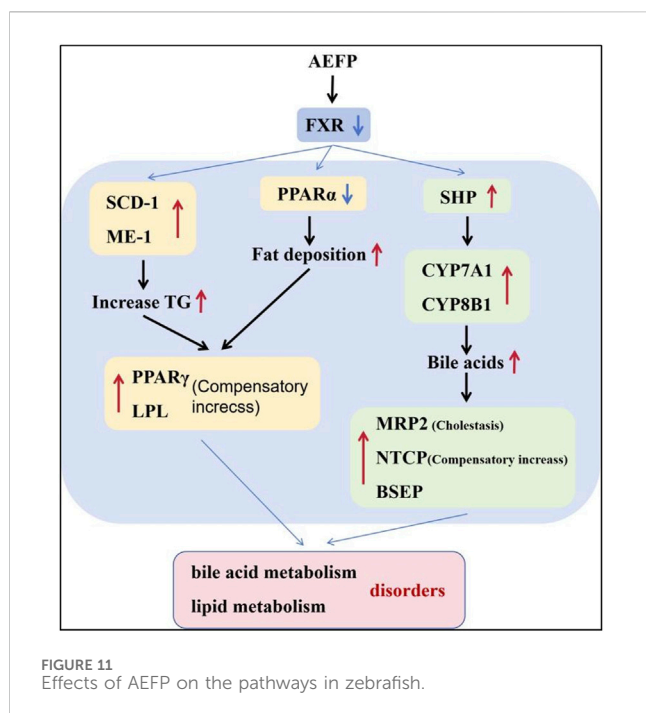 AEFP
FXR
SCD-1
ME-1
PPARα
SHP
Fat deposition
CYP7A1
CYP8B1
Increase TG
Bile acids
PPARγ (Compensatory
increcss)
LPL
MRP2 (Cholestasis)
NTCP(Compensatory increass)
BSEP
bile acid metabolism
lipid metabolism
disorders
FIGURE 11
Effects of AEFP on the pathways in zebrafish.